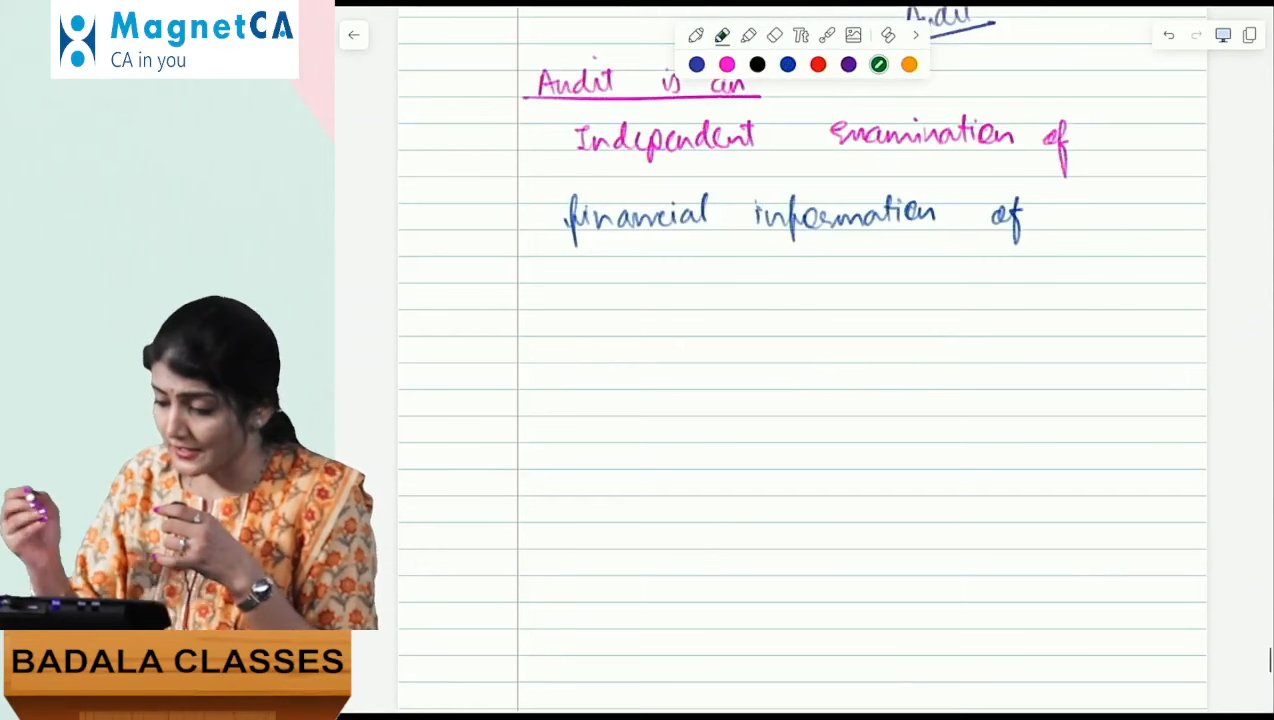 MagnetCA
CA in you
Audit is an
Independent examination of
financial information of
BADALA CLASSES